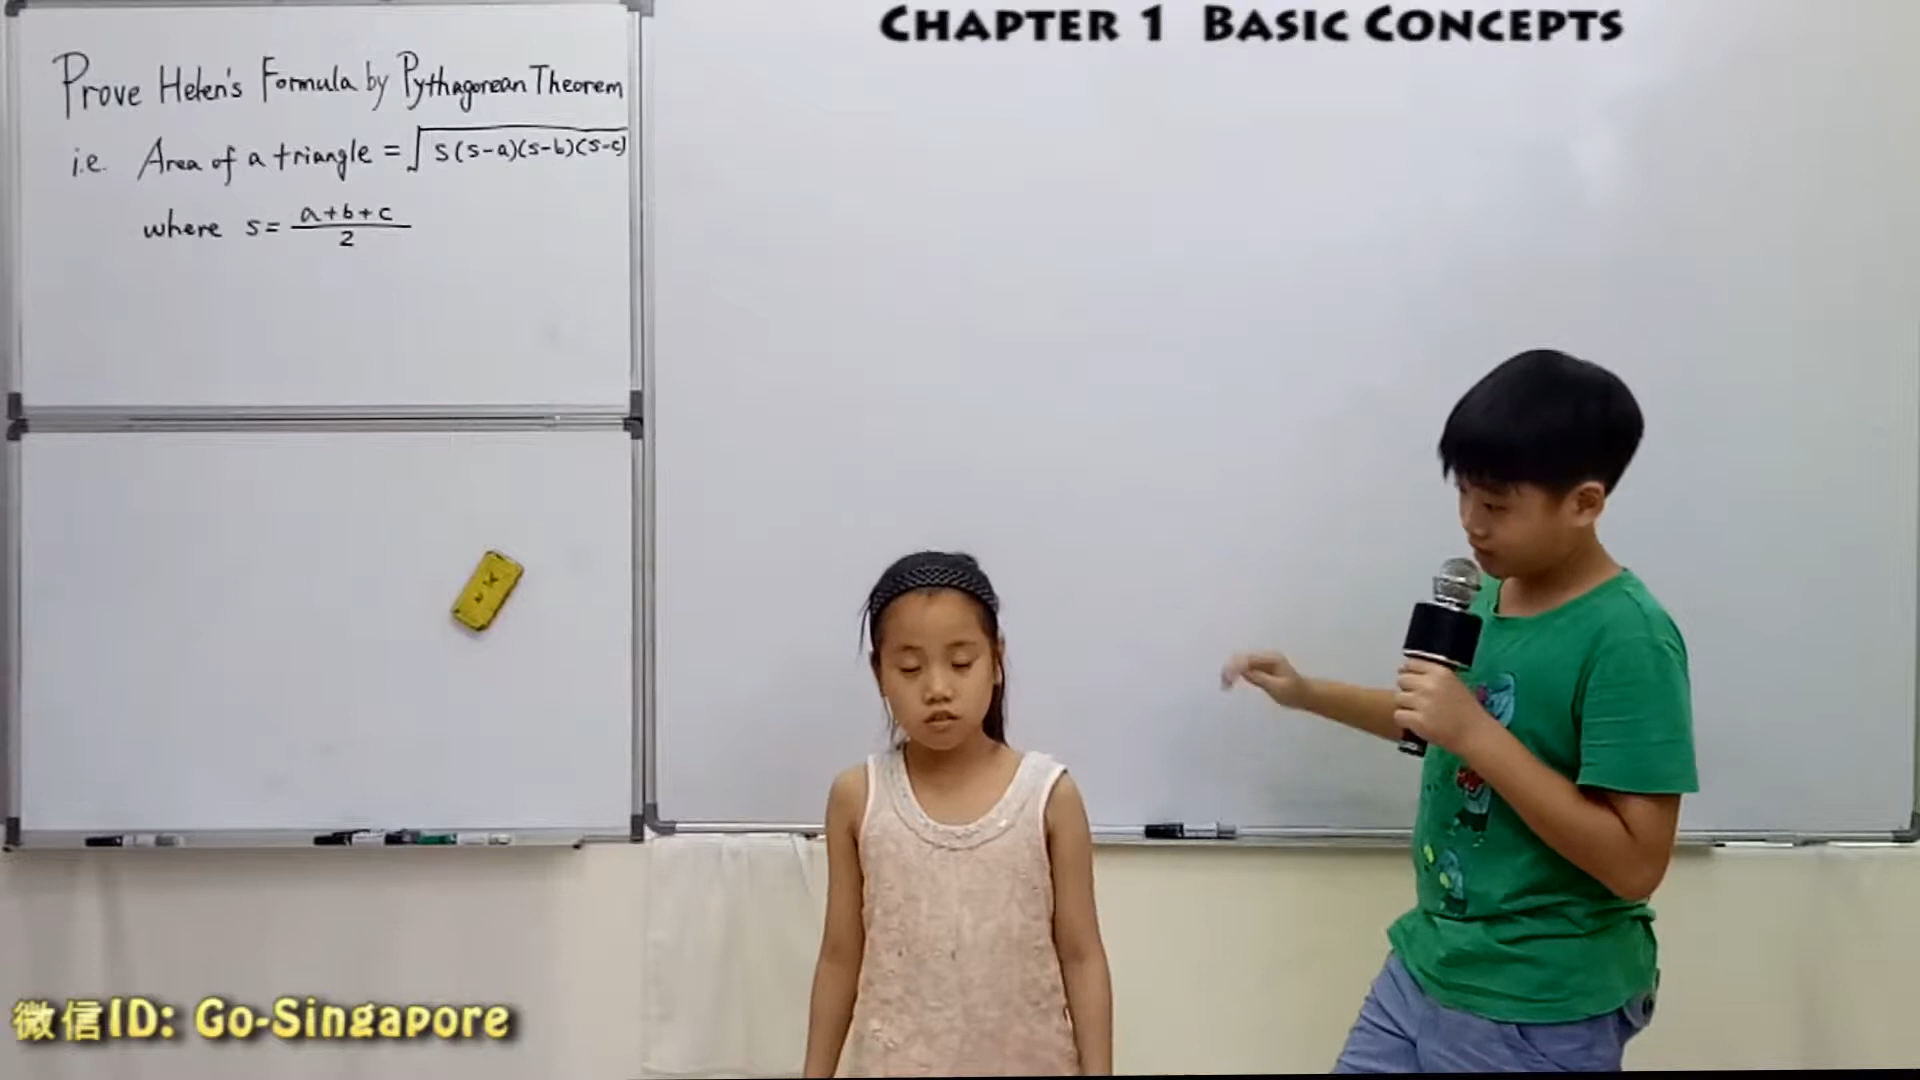 CHAPTER 1 BASIC CONCEPTS
Prove Helen's Formula by Pythagorean Theorem
i.e. Area of a triangle = √s(s-a)(s-b)(s-c)
where s = a+b+c
2
微信ID: Go-Singapore